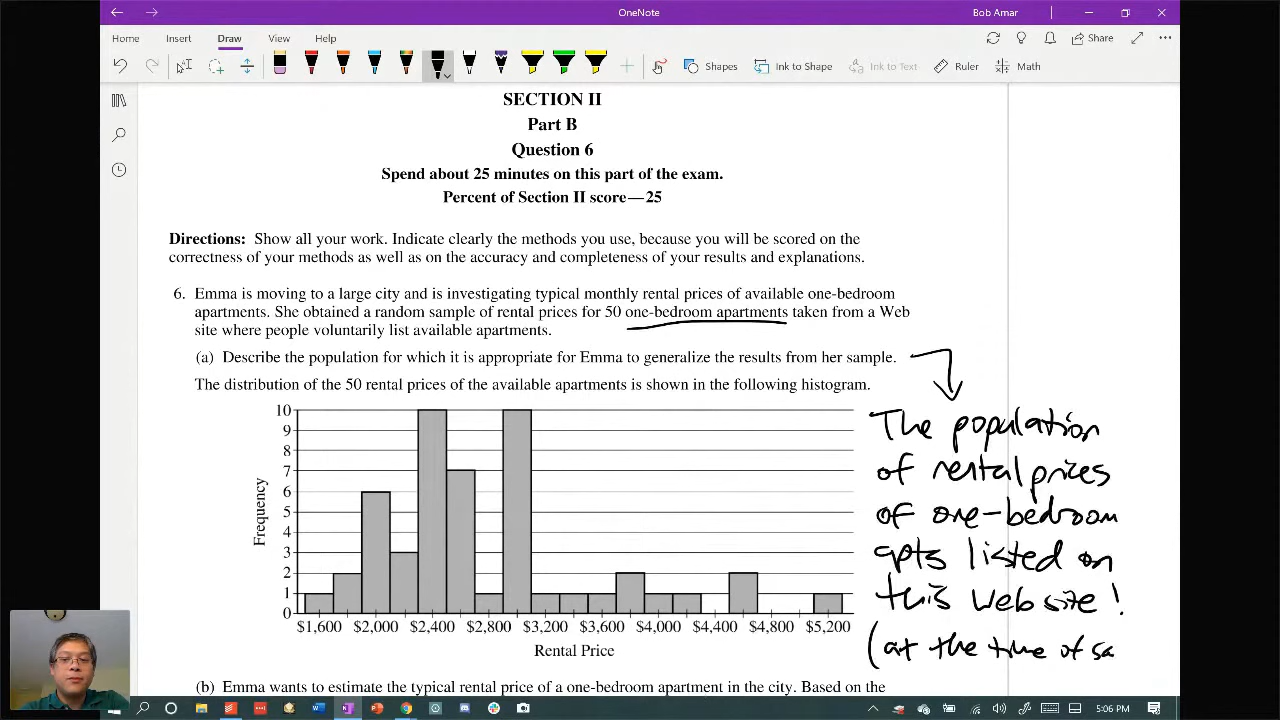 OneNote
Bob Amar
Home Insert Draw View Help
Share
Shapes Ink to Shape Ink to Text Ruler Math
SECTION II
Part B
Question 6
Spend about 25 minutes on this part of the exam.
Percent of Section II score—25
Directions: Show all your work. Indicate clearly the methods you use, because you will be scored on the
correctness of your methods as well as on the accuracy and completeness of your results and explanations.
6. Emma is moving to a large city and is investigating typical monthly rental prices of available one-bedroom
apartments. She obtained a random sample of rental prices for 50 one-bedroom apartments taken from a Web
site where people voluntarily list available apartments.
(a) Describe the population for which it is appropriate for Emma to generalize the results from her sample.
The distribution of the 50 rental prices of the available apartments is shown in the following histogram.
10
9
8
7
6
5
4
3
2
1
0
Frequency
$1,600 $2,000 $2,400 $2,800 $3,200 $3,600 $4,000 $4,400 $4,800 $5,200
Rental Price
The population
of rental prices
of one-bedroom
apts listed on
this Web site!
(at the time of sa
(b) Emma wants to estimate the typical rental price of a one-bedroom apartment in the city. Based on the
5:06 PM